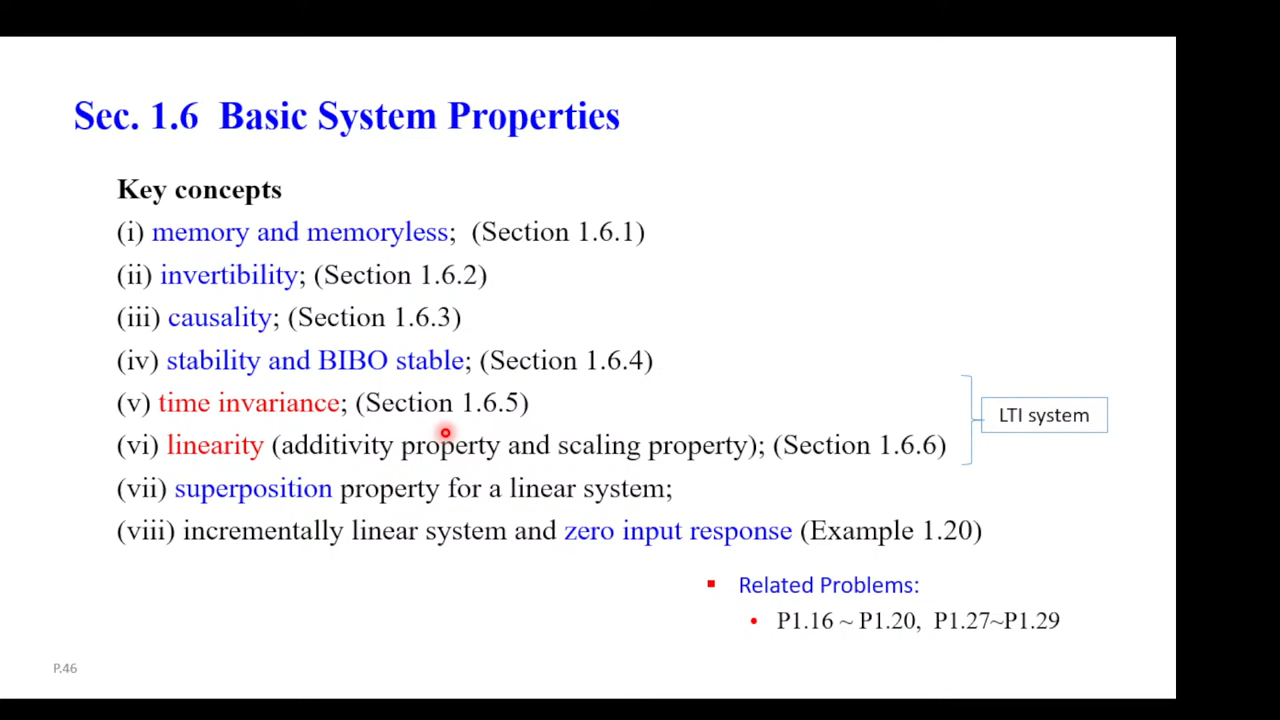 Sec. 1.6 Basic System Properties
Key concepts
(i) memory and memoryless; (Section 1.6.1)
(ii) invertibility; (Section 1.6.2)
(iii) causality; (Section 1.6.3)
(iv) stability and BIBO stable; (Section 1.6.4)
(v) time invariance; (Section 1.6.5)
LTI system
(vi) linearity (additivity property and scaling property); (Section 1.6.6)
(vii) superposition property for a linear system;
(viii) incrementally linear system and zero input response (Example 1.20)
▪ Related Problems:
• P1.16 ~ P1.20, P1.27~P1.29
P.46